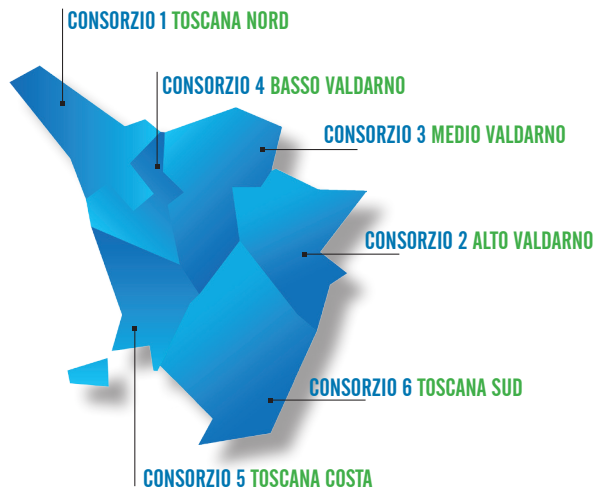 CONSORZIO 1 TOSCANA NORD
CONSORZIO 4 BASSO VALDARNO
CONSORZIO 3 MEDIO VALDARNO
CONSORZIO 2 ALTO VALDARNO
CONSORZIO 6 TOSCANA SUD
CONSORZIO 5 TOSCANA COSTA